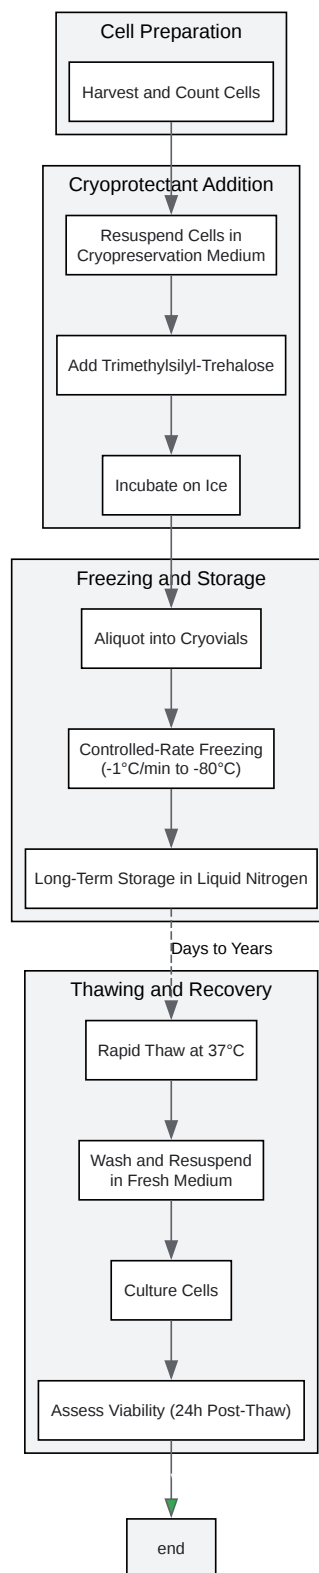 Cell Preparation
Harvest and Count Cells
Cryoprotectant Addition
Resuspend Cells in
Cryopreservation Medium
Add Trimethylsilyl-Trehalose
Incubate on Ice
Freezing and Storage
Aliquot into Cryovials
Controlled-Rate Freezing
(-1°C/min to -80°C)
Long-Term Storage in Liquid Nitrogen
Days to Years
Thawing and Recovery
Rapid Thaw at 37°C
Wash and Resuspend
in Fresh Medium
Culture Cells
Assess Viability (24h Post-Thaw)
end